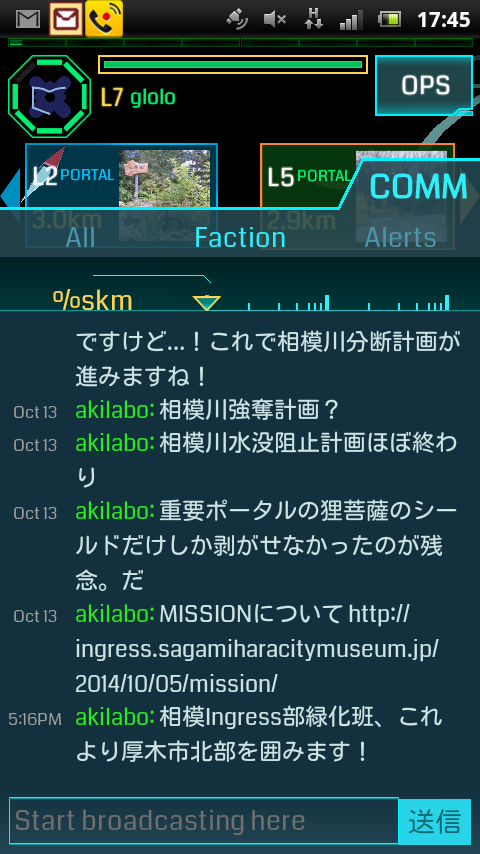 17:45
L7 glolo
OPS
L2 PORTAL
L5 PORTAL
COMM
3.0km
2.9km
All Faction Alerts
%skm
ですけど...！これで相模川分断計画が
進みますね！
Oct 13 akilabo: 相模川強奪計画？
Oct 13 akilabo: 相模川水没阻止計画ほぼ終わ
り
Oct 13 akilabo: 重要ポータルの狸菩薩のシー
ルドだけしか剥がせなかったのが残
念。だ
Oct 13 akilabo: MISSIONについて http://
ingress.sagamiharacitymuseum.jp/
2014/10/05/mission/
5:16PM akilabo: 相模Ingress部緑化班、これ
より厚木市北部を囲みます！
Start broadcasting here 送信